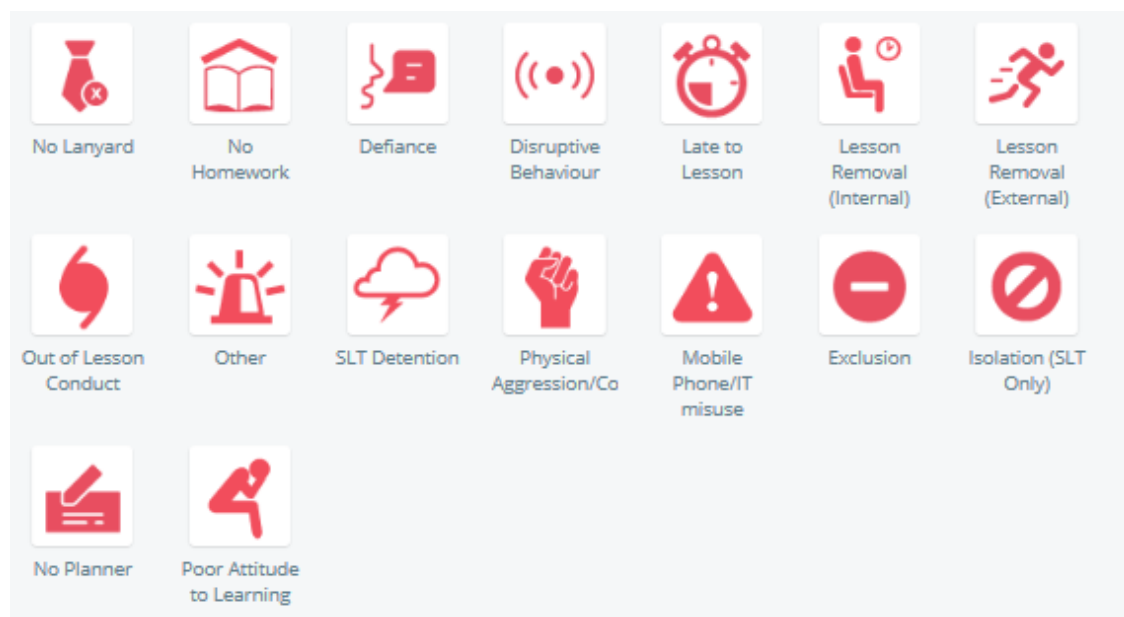 No Lanyard
No
Homework
Defiance
Disruptive
Behaviour
Late to
Lesson
Lesson
Removal
(Internal)
Lesson
Removal
(External)
Out of Lesson
Conduct
Other
SLT Detention
Physical
Aggression/Co
Mobile
Phone/IT
misuse
Exclusion
Isolation (SLT
Only)
No Planner
Poor Attitude
to Learning